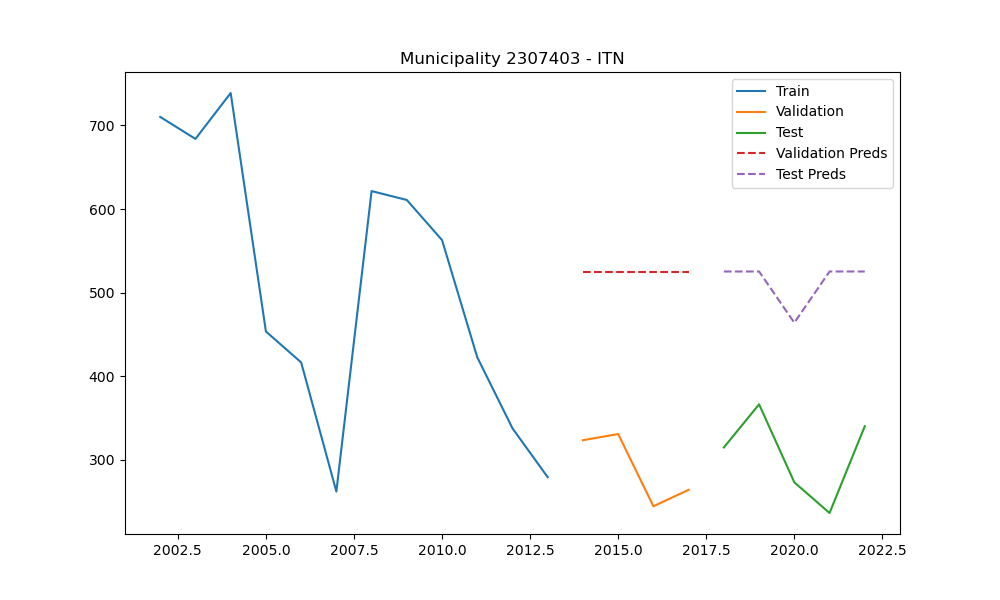 Municipality 2307403 - ITN
Train
Validation
Test
Validation Preds
Test Preds
700
600
500
400
300
2002.5 2005.0 2007.5 2010.0 2012.5 2015.0 2017.5 2020.0 2022.5